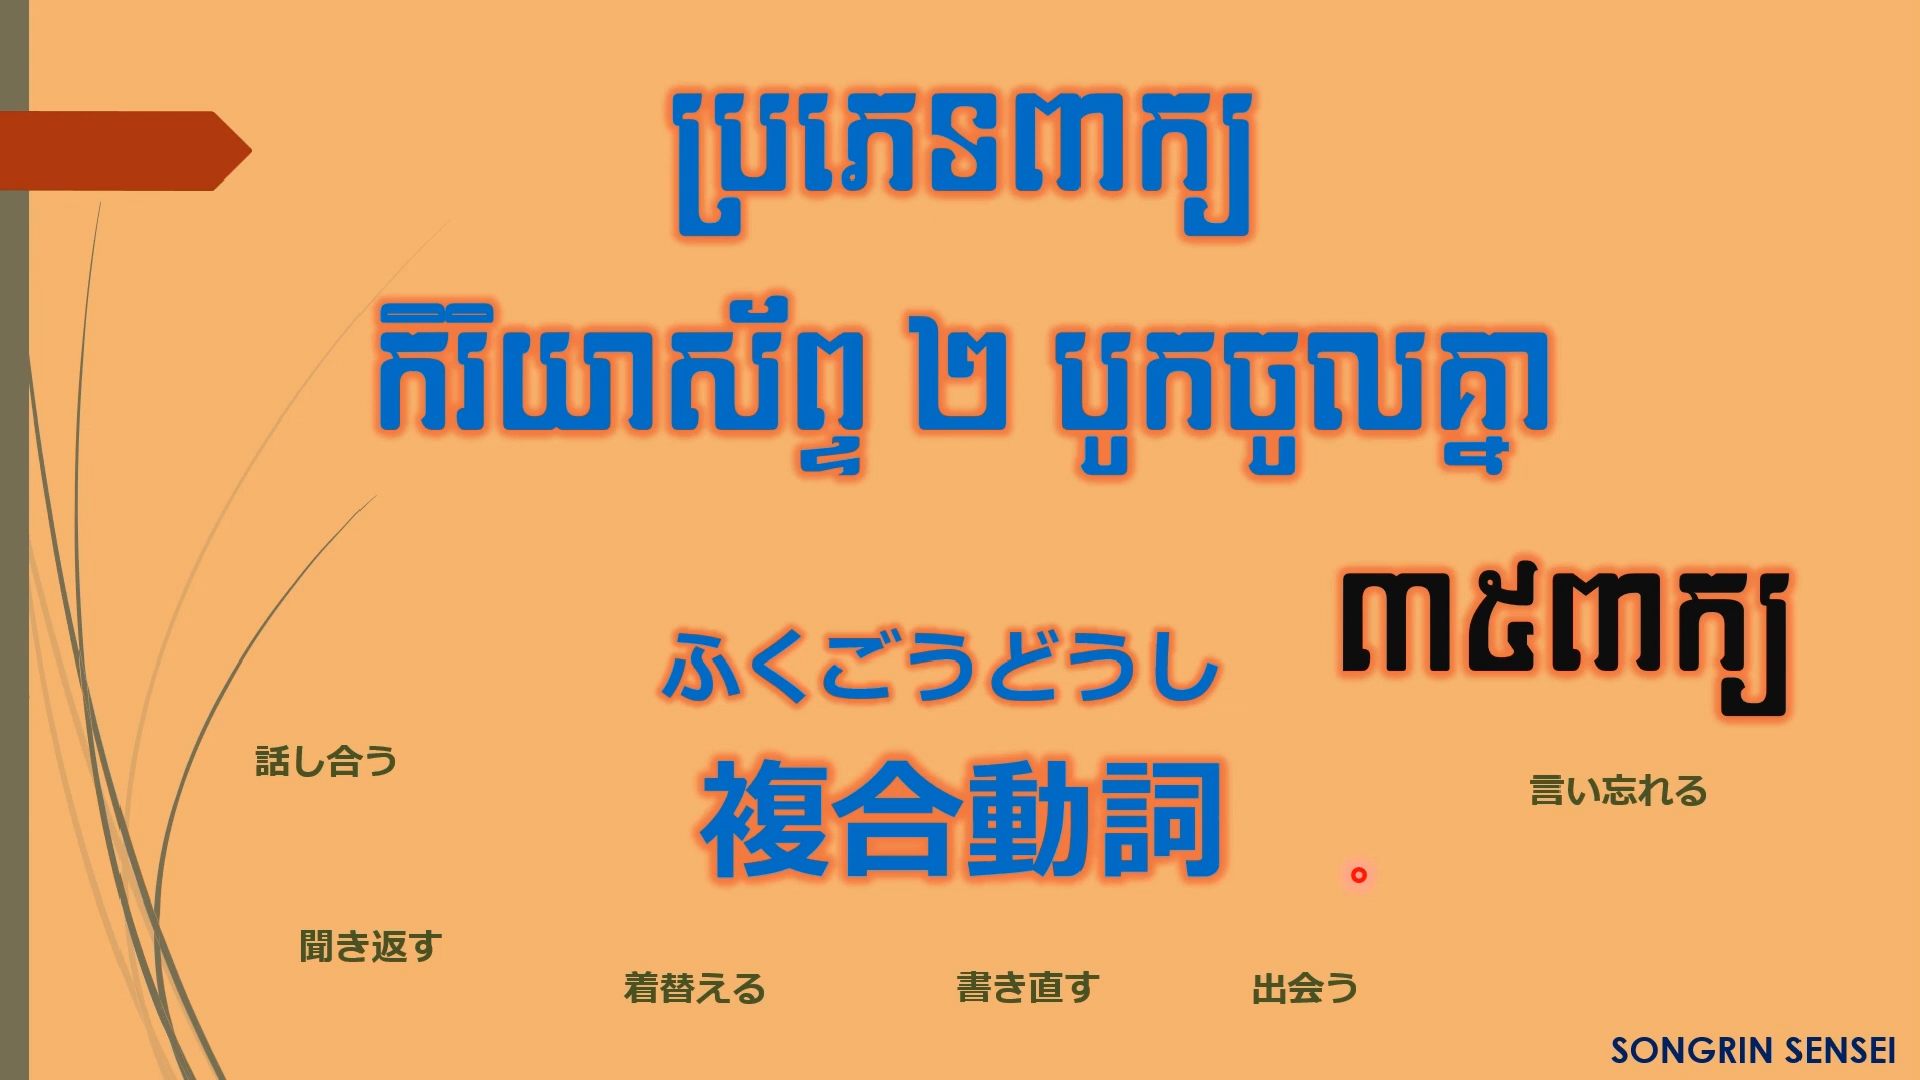 ប្រភេទពាក្យ
កិរិយាស័ព្ទ ២ បូកចូលគ្នា
៣៥ពាក្យ
ふくごうどうし
複合動詞
話し合う
言い忘れる
聞き返す
着替える
書き直す
出会う
SONGRIN SENSEI